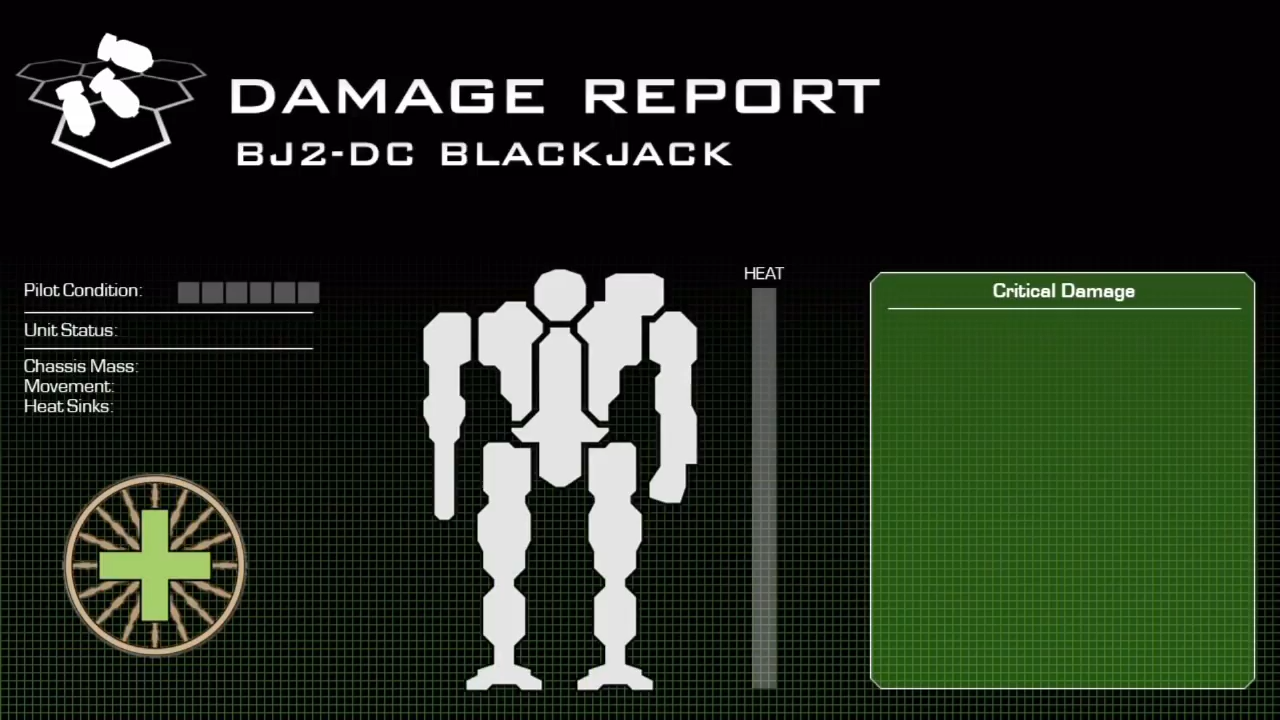 DAMAGE REPORT
BJ2-DC BLACKJACK
Pilot Condition:
Unit Status:
Chassis Mass:
Movement:
Heat Sinks:
HEAT
Critical Damage